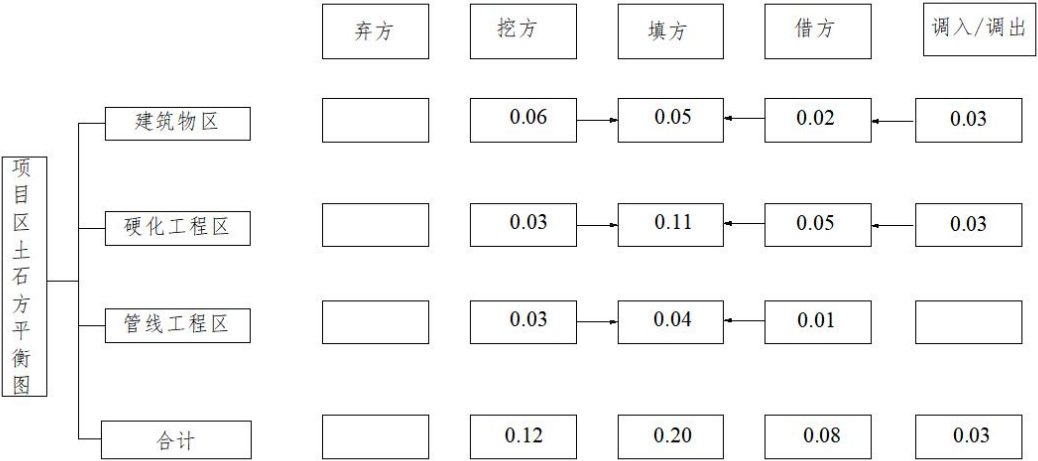 弃方 挖方 填方 借方 调入/调出
项目区土石方平衡图
建筑物区 0.06 0.05 0.02 0.03
硬化工程区 0.03 0.11 0.05 0.03
管线工程区 0.03 0.04 0.01
合计 0.12 0.20 0.08 0.03